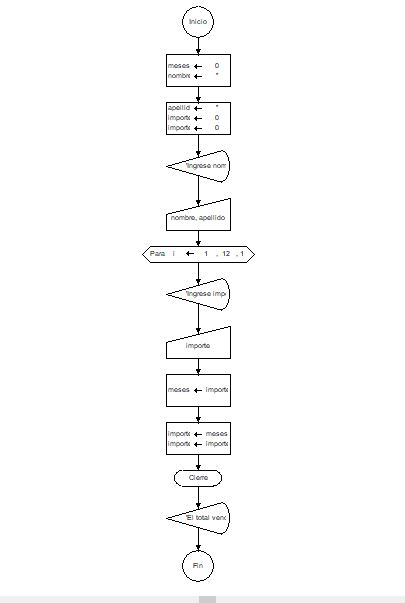 Inicio
meses ← 0
nombre ← "
apellid ← "
importe ← 0
importe ← 0
'Ingrese nom
nombre, apellido
Para I ← 1 , 12 , 1
'Ingrese impo
importe
meses ← importe
importe ← meses
importe ← importe
Cierre
'El total vend
Fin